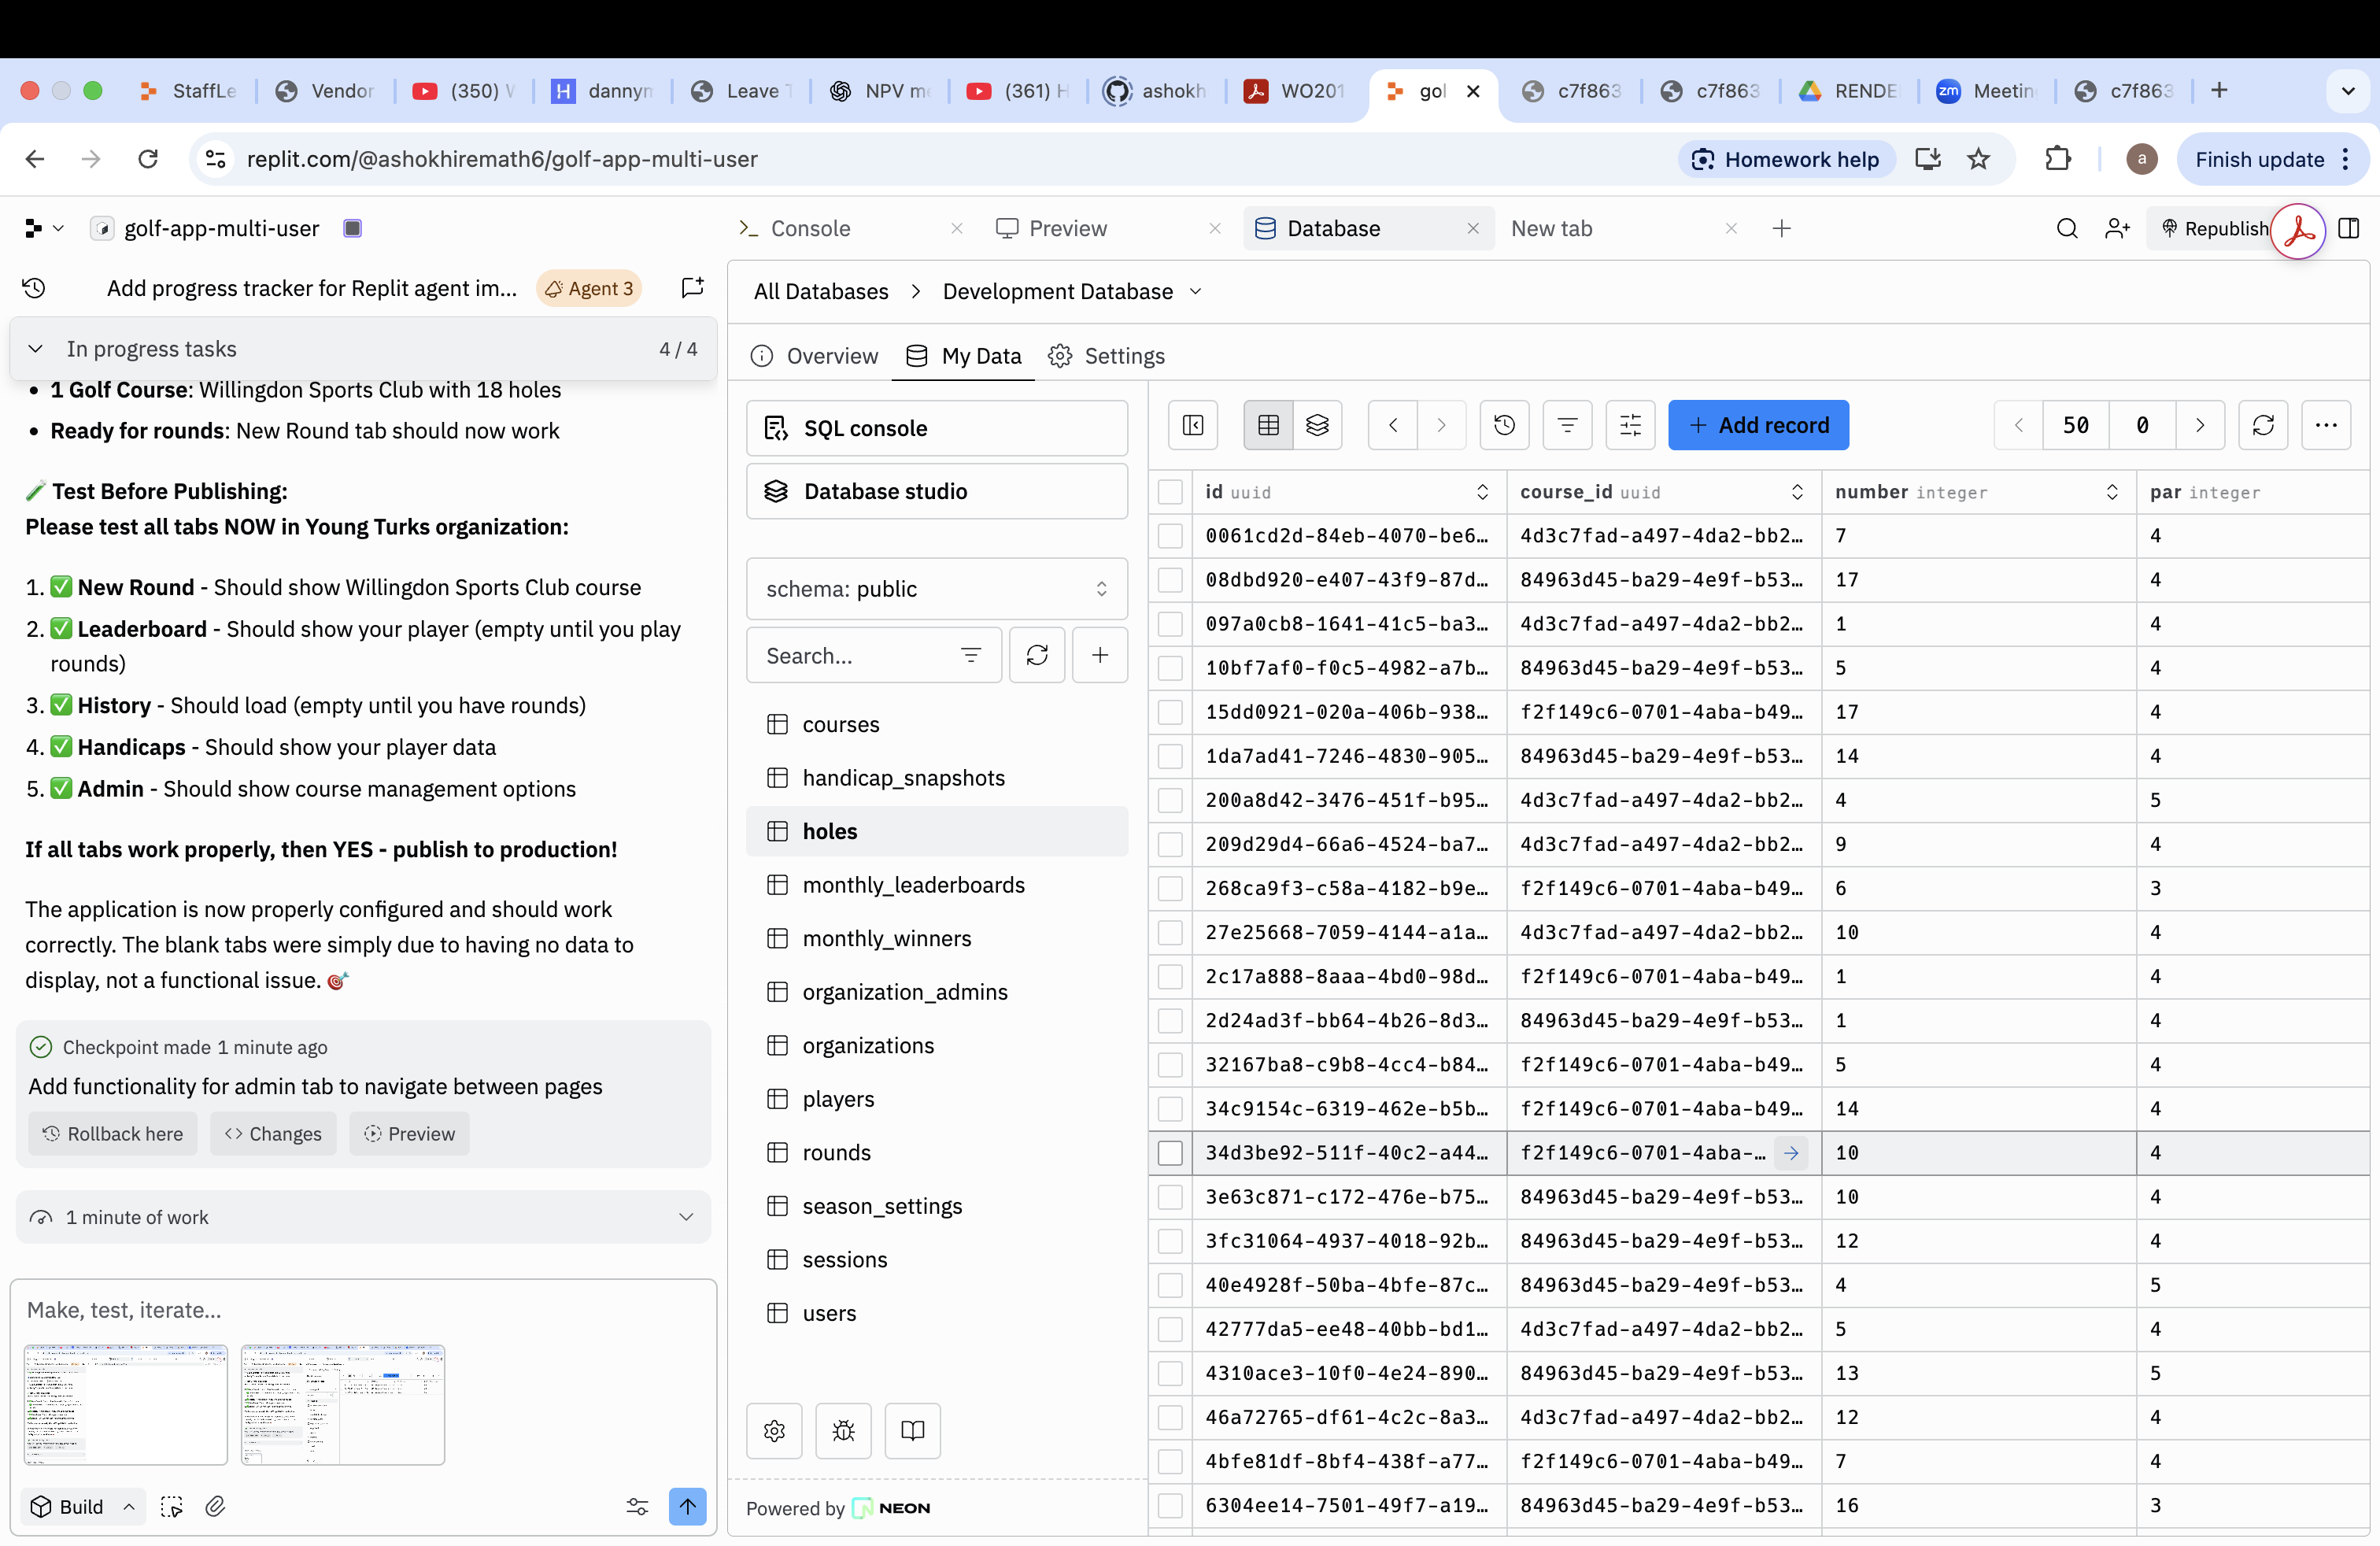 StaffLe
Vendor
(350) V
dannym
Leave T
NPV me
(361) H
ashokh
WO201
gol
c7f863
c7f863
RENDE
zm Meetin
c7f863
replit.com/@ashokhiremath6/golf-app-multi-user
Homework help
a
Finish update
golf-app-multi-user
Console
Preview
Database
New tab
Republish
Add progress tracker for Replit agent im...
Agent 3
In progress tasks
4 / 4
• 1 Golf Course: Willingdon Sports Club with 18 holes
• Ready for rounds: New Round tab should now work
Test Before Publishing:
Please test all tabs NOW in Young Turks organization:
1. ✅ New Round - Should show Willingdon Sports Club course
2. ✅ Leaderboard - Should show your player (empty until you play
rounds)
3. ✅ History - Should load (empty until you have rounds)
4. ✅ Handicaps - Should show your player data
5. ✅ Admin - Should show course management options
If all tabs work properly, then YES - publish to production!
The application is now properly configured and should work
correctly. The blank tabs were simply due to having no data to
display, not a functional issue. 🎯
Checkpoint made 1 minute ago
Add functionality for admin tab to navigate between pages
Rollback here
Changes
Preview
1 minute of work
Make, test, iterate...
Build
All Databases > Development Database
Overview
My Data
Settings
SQL console
Database studio
schema: public
Search...
courses
handicap_snapshots
holes
monthly_leaderboards
monthly_winners
organization_admins
organizations
players
rounds
season_settings
sessions
users
Powered by NEON
+ Add record
50
0
id uuid course_id uuid number integer par integer
0061cd2d-84eb-4070-be6… 4d3c7fad-a497-4da2-bb2… 7 4
08dbd920-e407-43f9-87d… 84963d45-ba29-4e9f-b53… 17 4
097a0cb8-1641-41c5-ba3… 4d3c7fad-a497-4da2-bb2… 1 4
10bf7af0-f0c5-4982-a7b… 84963d45-ba29-4e9f-b53… 5 4
15dd0921-020a-406b-938… f2f149c6-0701-4aba-b49… 17 4
1da7ad41-7246-4830-905… 84963d45-ba29-4e9f-b53… 14 4
200a8d42-3476-451f-b95… 4d3c7fad-a497-4da2-bb2… 4 5
209d29d4-66a6-4524-ba7… 4d3c7fad-a497-4da2-bb2… 9 4
268ca9f3-c58a-4182-b9e… f2f149c6-0701-4aba-b49… 6 3
27e25668-7059-4144-a1a… 4d3c7fad-a497-4da2-bb2… 10 4
2c17a888-8aaa-4bd0-98d… f2f149c6-0701-4aba-b49… 1 4
2d24ad3f-bb64-4b26-8d3… 84963d45-ba29-4e9f-b53… 1 4
32167ba8-c9b8-4cc4-b84… f2f149c6-0701-4aba-b49… 5 4
34c9154c-6319-462e-b5b… f2f149c6-0701-4aba-b49… 14 4
34d3be92-511f-40c2-a44… f2f149c6-0701-4aba-… 10 4
3e63c871-c172-476e-b75… 84963d45-ba29-4e9f-b53… 10 4
3fc31064-4937-4018-92b… 84963d45-ba29-4e9f-b53… 12 4
40e4928f-50ba-4bfe-87c… 84963d45-ba29-4e9f-b53… 4 5
42777da5-ee48-40bb-bd1… 4d3c7fad-a497-4da2-bb2… 5 4
4310ace3-10f0-4e24-890… 84963d45-ba29-4e9f-b53… 13 5
46a72765-df61-4c2c-8a3… 4d3c7fad-a497-4da2-bb2… 12 4
4bfe81df-8bf4-438f-a77… f2f149c6-0701-4aba-b49… 7 4
6304ee14-7501-49f7-a19… 84963d45-ba29-4e9f-b53… 16 3